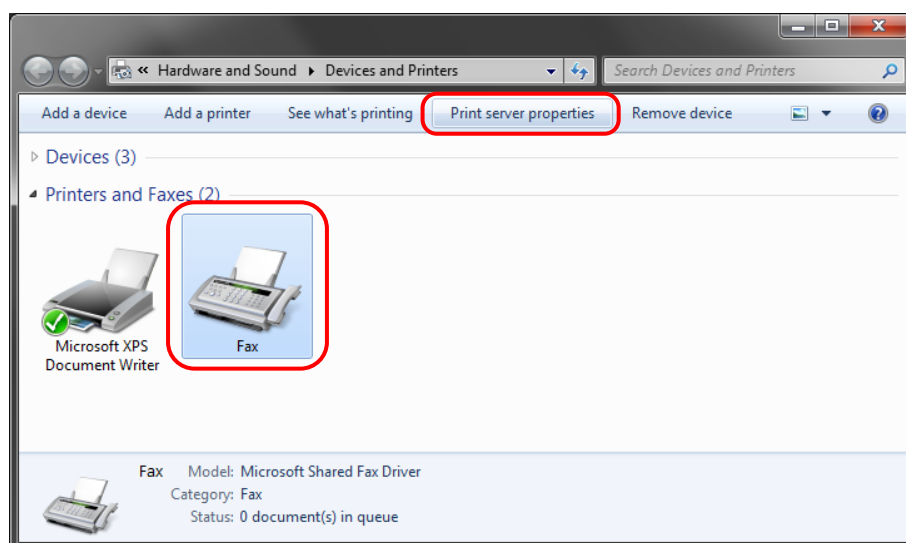 « Hardware and Sound ▸ Devices and Printers Search Devices and Printers
Add a device Add a printer See what's printing Print server properties Remove device
Devices (3)
Printers and Faxes (2)
Microsoft XPS
Document Writer
Fax
Fax Model: Microsoft Shared Fax Driver
Category: Fax
Status: 0 document(s) in queue